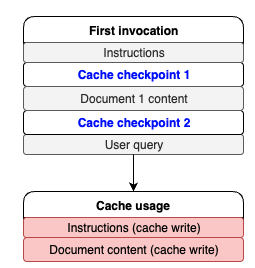 First invocation
Instructions
Cache checkpoint 1
Document 1 content
Cache checkpoint 2
User query
Cache usage
Instructions (cache write)
Document content (cache write)